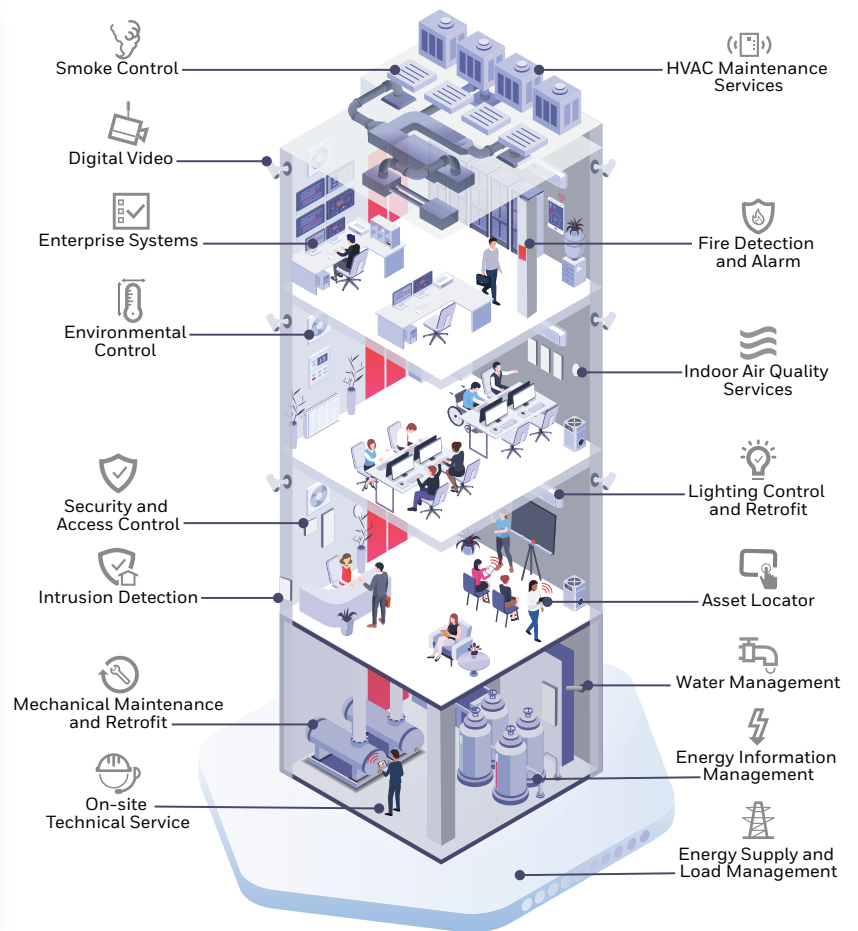 Smoke Control
Digital Video
Enterprise Systems
Environmental
Control
Security and
Access Control
Intrusion Detection
Mechanical Maintenance
and Retrofit
On-site
Technical Service
HVAC Maintenance
Services
Fire Detection
and Alarm
Indoor Air Quality
Services
Lighting Control
and Retrofit
Asset Locator
Water Management
Energy Information
Management
Energy Supply and
Load Management